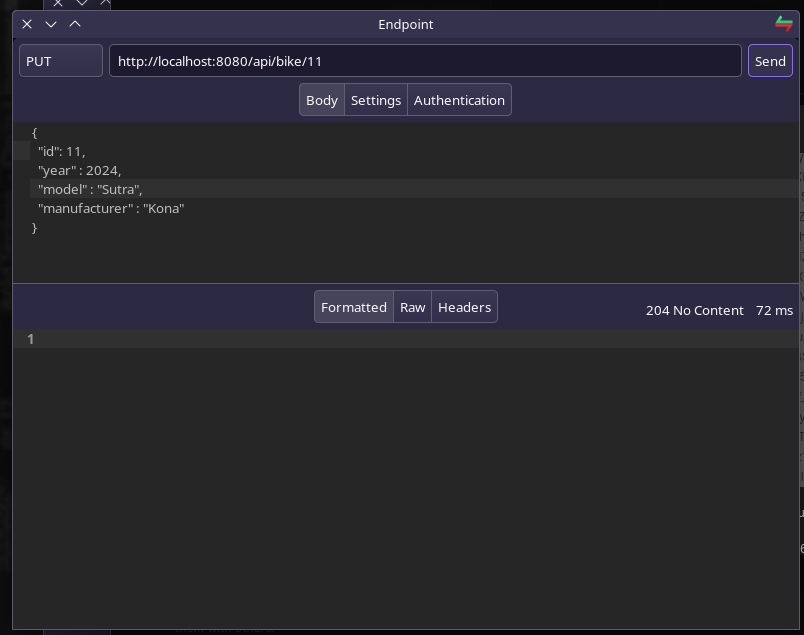 Endpoint
PUT http://localhost:8080/api/bike/11 Send
Body Settings Authentication
{
"id": 11,
"year" : 2024,
"model" : "Sutra",
"manufacturer" : "Kona"
}
Formatted Raw Headers 204 No Content 72 ms
1